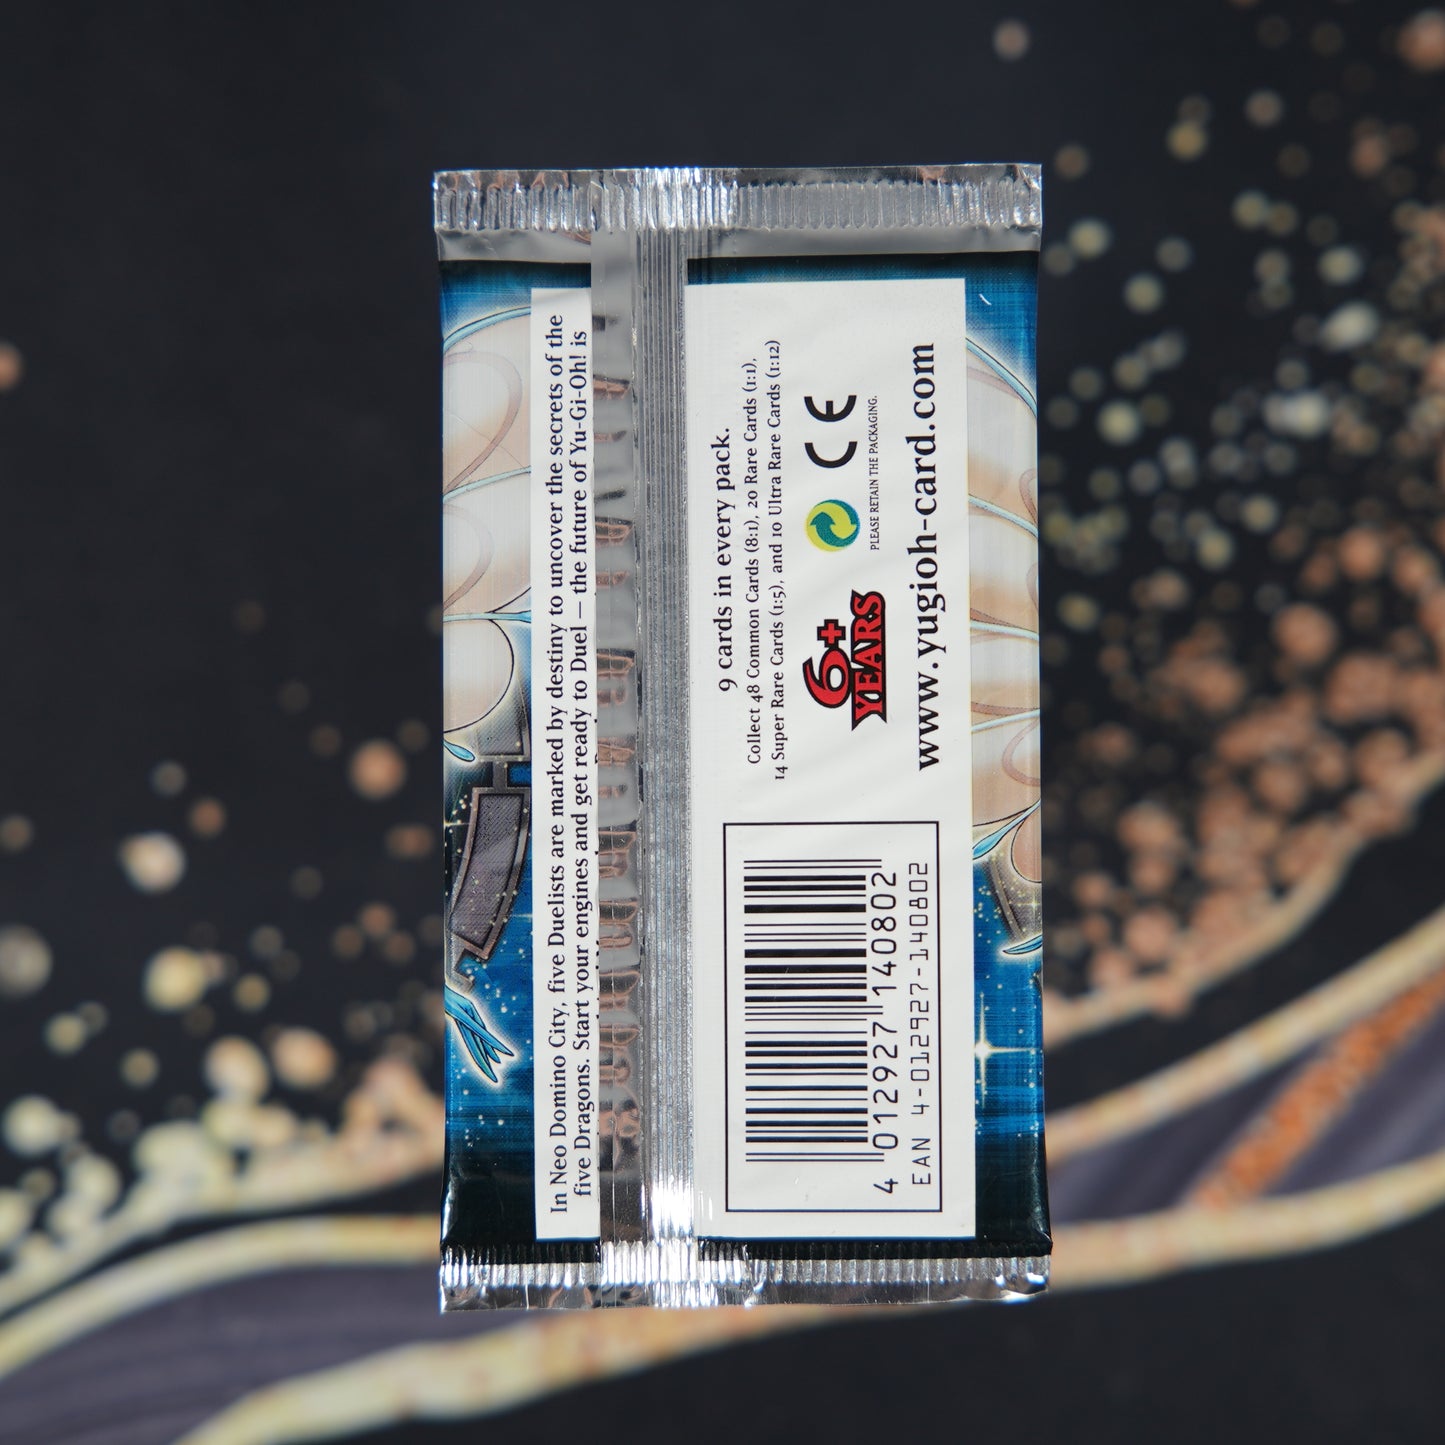 In Neo Domino City, five Duelists are marked by destiny to uncover the secrets of the
five Dragons. Start your engines and get ready to Duel – the future of Yu-Gi-Oh! is
9 cards in every pack.
Collect 48 Common Cards (8:1), 20 Rare Cards (1:1),
14 Super Rare Cards (1:5), and 10 Ultra Rare Cards (1:12)
6+
YEARS
CE
PLEASE RETAIN THE PACKAGING.
www.yugioh-card.com
4 012927 140802
EAN 4-012927-140802